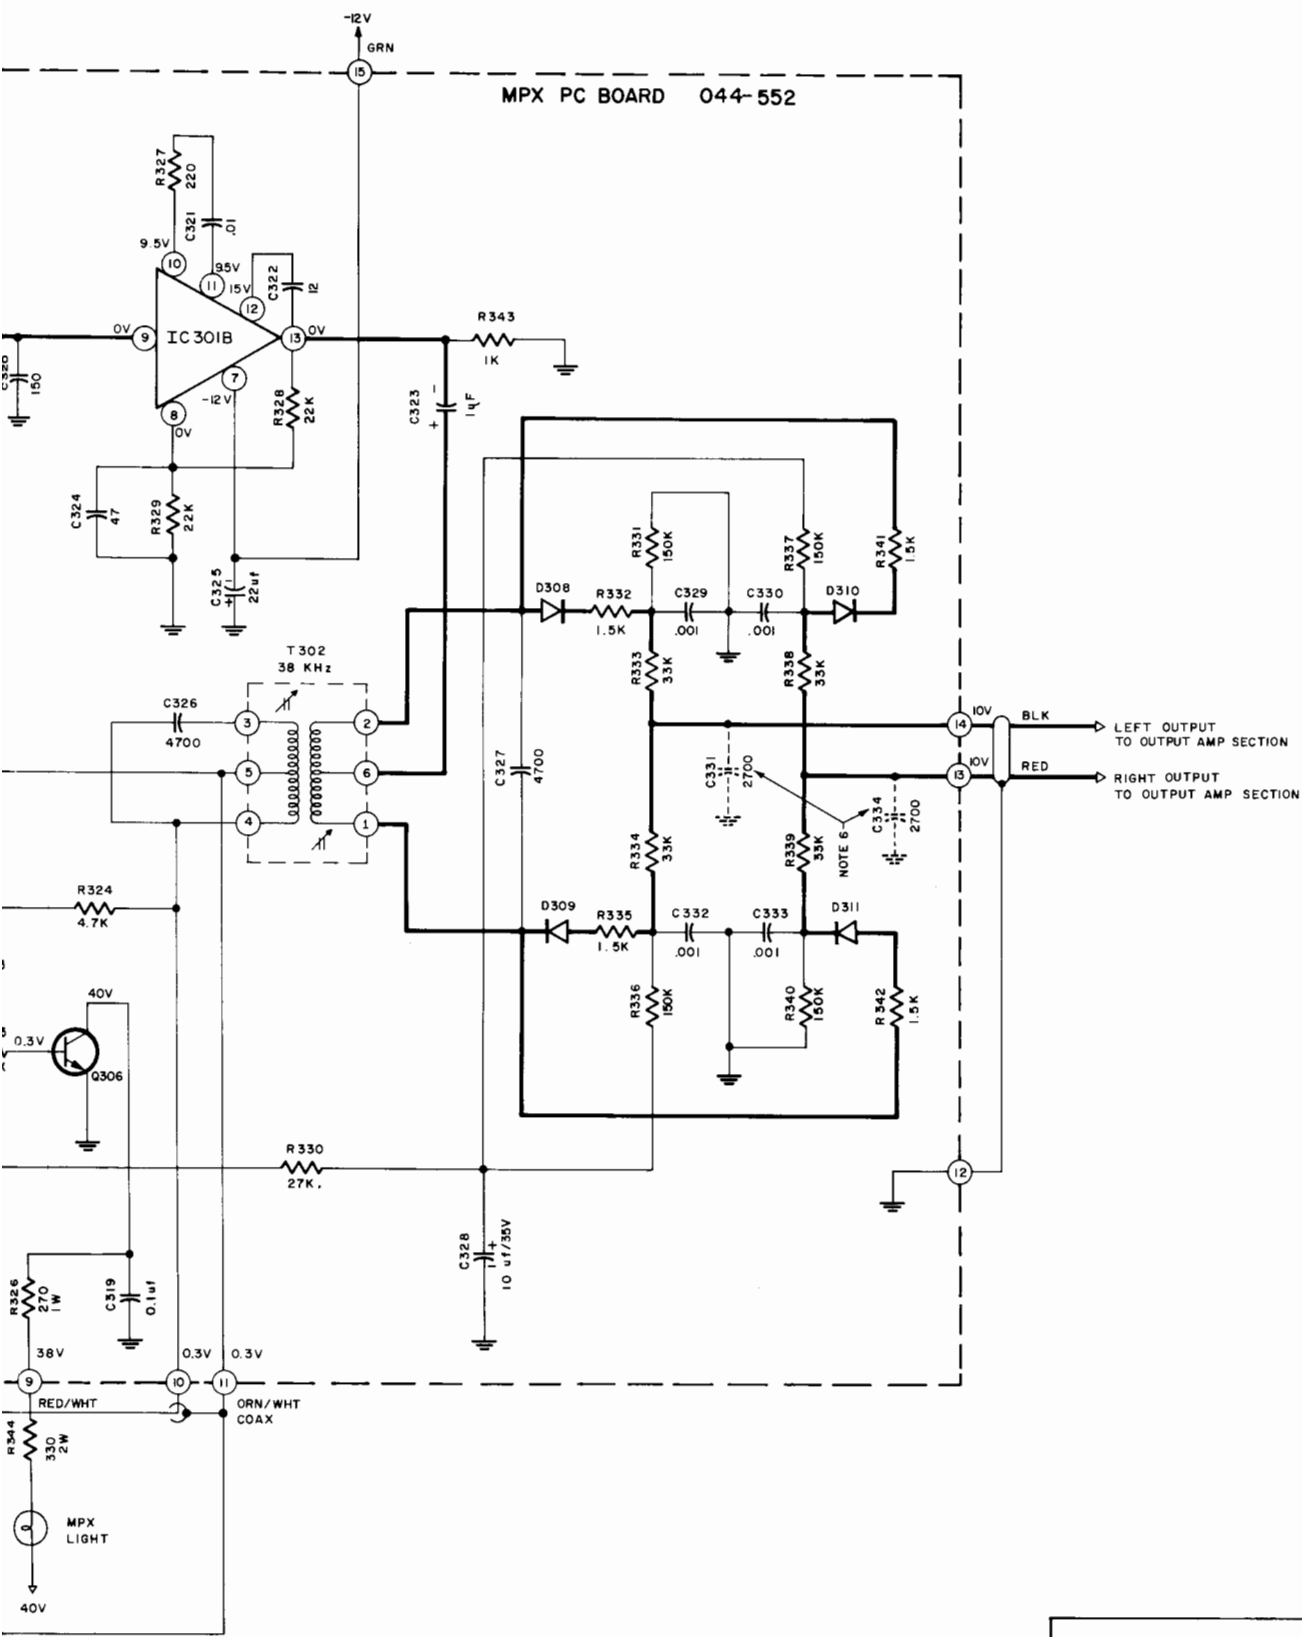 -12V
GRN
15
MPX PC BOARD 044-552
R327
220
C321
.01
9.5V
10
9.5V
11
15V
12
C322
12
0V
9
IC301B
13
0V
R343
1K
150
7
-12V
8
0V
R328
22K
C323
-
+
1µF
C324
47
R329
22K
C325
-
+
22uf
R331
150K
R337
150K
R341
1.5K
D308
R332
1.5K
C329
.001
C330
.001
D310
R333
33K
R338
33K
T302
38 KHz
C326
4700
3
2
5
6
4
1
C327
4700
C331
2700
14
10V
BLK
LEFT OUTPUT
TO OUTPUT AMP SECTION
13
10V
RED
RIGHT OUTPUT
TO OUTPUT AMP SECTION
C334
2700
NOTE 6
R334
33K
R339
33K
R324
4.7K
D309
R335
1.5K
C332
.001
C333
.001
D311
R336
150K
R340
150K
R342
1.5K
40V
0.3V
Q306
R330
27K.
12
C328
+
10 uf/35V
R326
270
1W
C319
0.1uf
38V
0.3V
0.3V
9
10
11
RED/WHT
ORN/WHT
COAX
R344
330
2W
MPX
LIGHT
40V